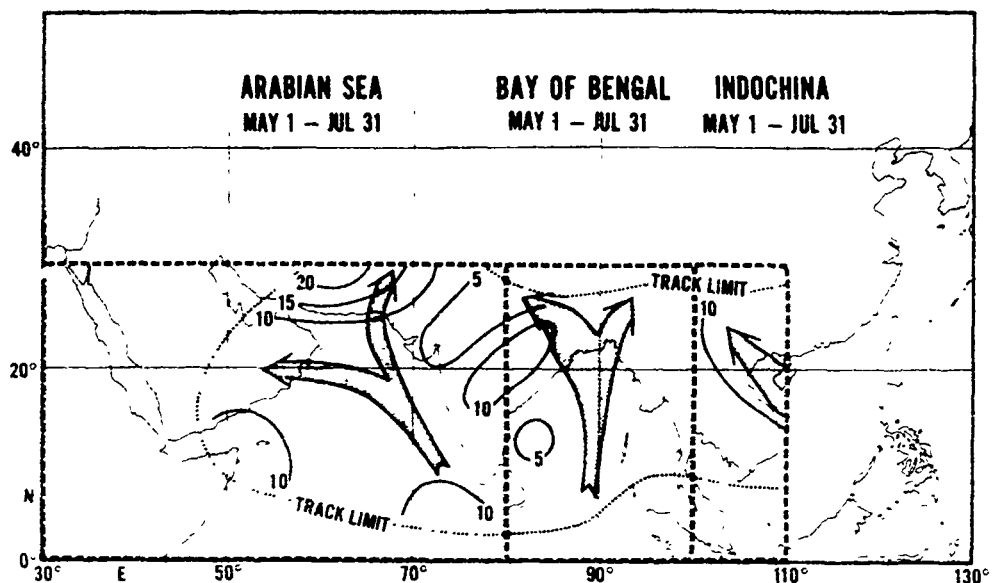 ARABIAN SEA
MAY 1 – JUL 31
BAY OF BENGAL
MAY 1 – JUL 31
INDOCHINA
MAY 1 – JUL 31
40°
20
15
10
5
TRACK LIMIT
10
20°
10
5
10
10
N
TRACK LIMIT
0°
30°
E
50°
70°
90°
110°
130°